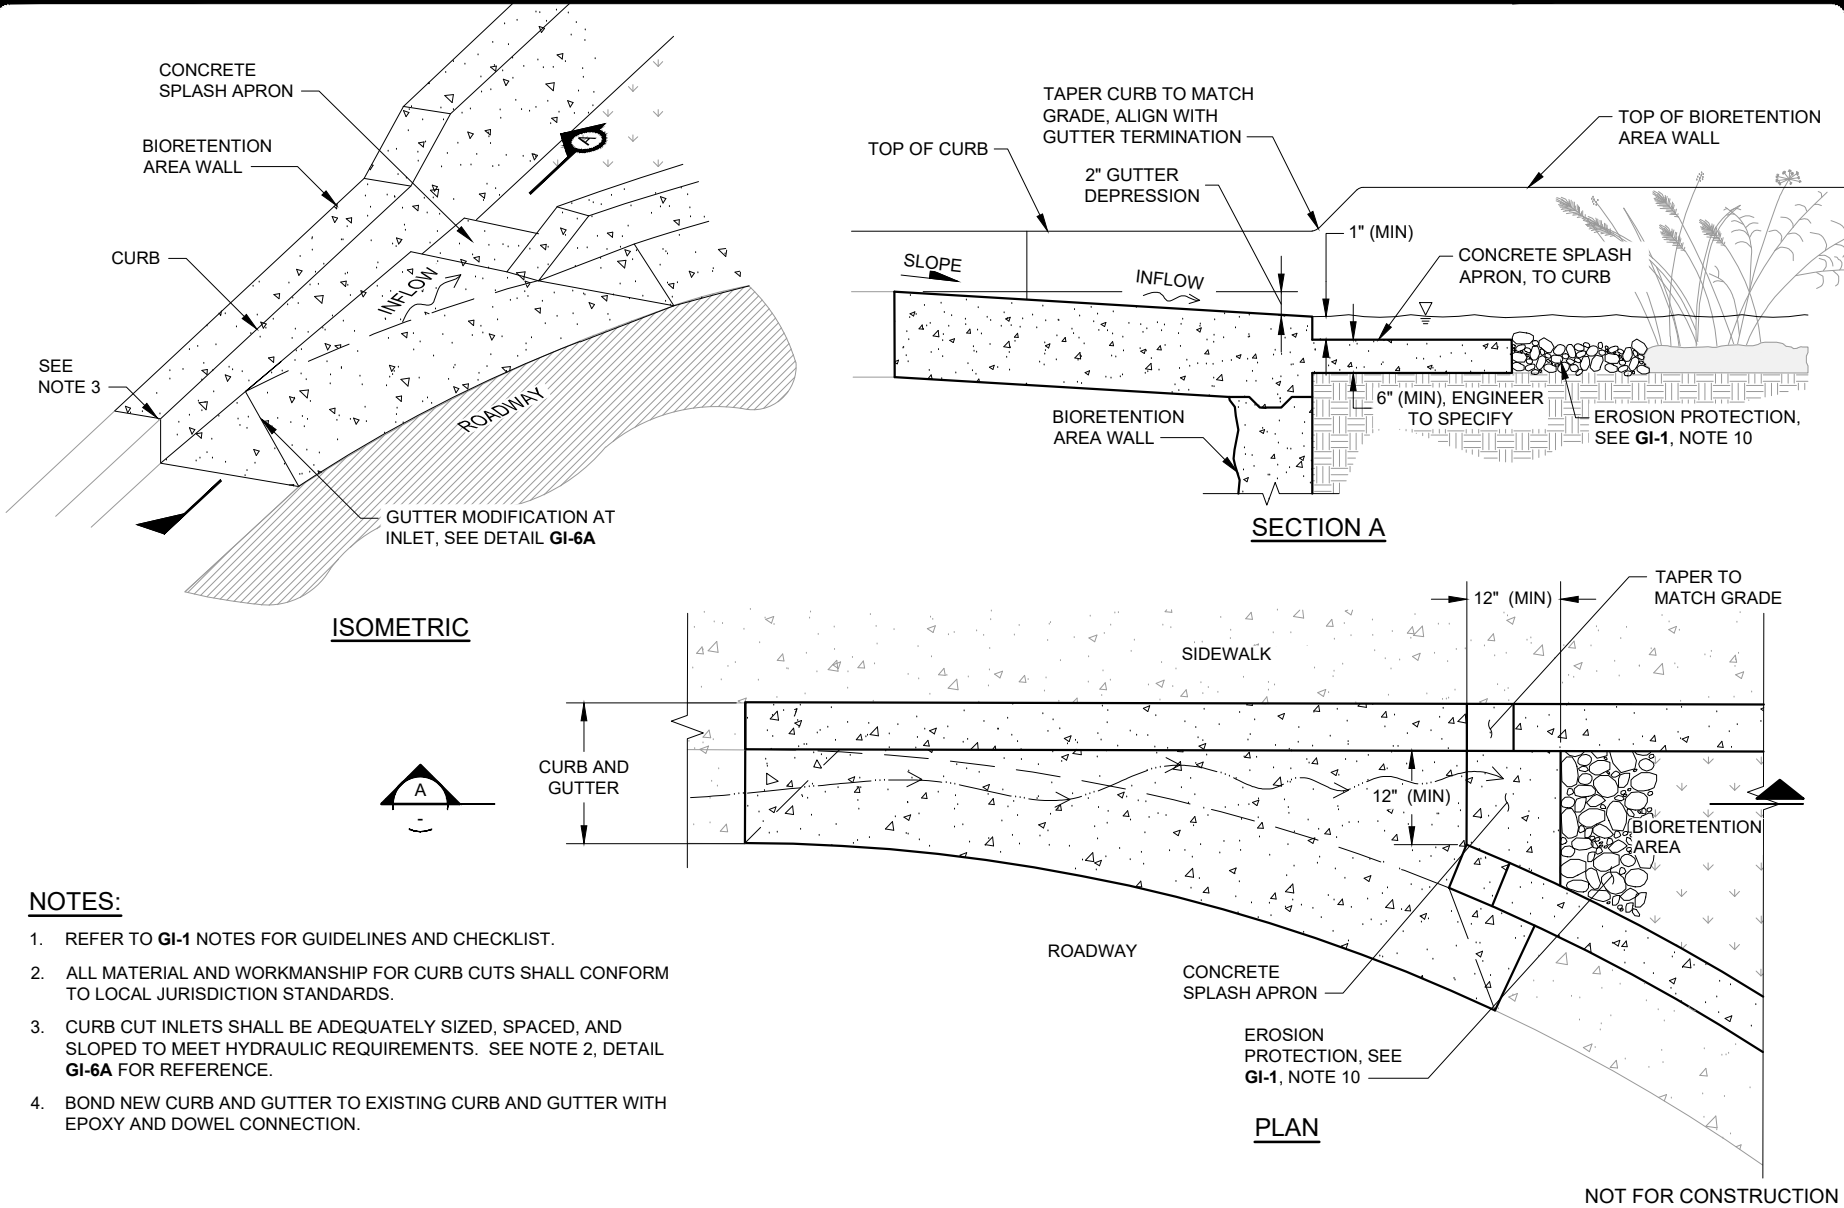 CONCRETE
SPLASH APRON
BIORETENTION
AREA WALL
CURB
SEE
NOTE 3
A
INFLOW
ROADWAY
GUTTER MODIFICATION AT
INLET, SEE DETAIL GI-6A
ISOMETRIC
TAPER CURB TO MATCH
GRADE, ALIGN WITH
GUTTER TERMINATION
TOP OF CURB
2" GUTTER
DEPRESSION
TOP OF BIORETENTION
AREA WALL
1" (MIN)
SLOPE
INFLOW
CONCRETE SPLASH
APRON, TO CURB
BIORETENTION
AREA WALL
6" (MIN), ENGINEER
TO SPECIFY
EROSION PROTECTION,
SEE GI-1, NOTE 10
SECTION A
TAPER TO
MATCH GRADE
12" (MIN)
SIDEWALK
CURB AND
GUTTER
A
-
12" (MIN)
BIORETENTION
AREA
ROADWAY
CONCRETE
SPLASH APRON
EROSION
PROTECTION, SEE
GI-1, NOTE 10
PLAN
NOTES:
1. REFER TO GI-1 NOTES FOR GUIDELINES AND CHECKLIST.
2. ALL MATERIAL AND WORKMANSHIP FOR CURB CUTS SHALL CONFORM
TO LOCAL JURISDICTION STANDARDS.
3. CURB CUT INLETS SHALL BE ADEQUATELY SIZED, SPACED, AND
SLOPED TO MEET HYDRAULIC REQUIREMENTS. SEE NOTE 2, DETAIL
GI-6A FOR REFERENCE.
4. BOND NEW CURB AND GUTTER TO EXISTING CURB AND GUTTER WITH
EPOXY AND DOWEL CONNECTION.
NOT FOR CONSTRUCTION